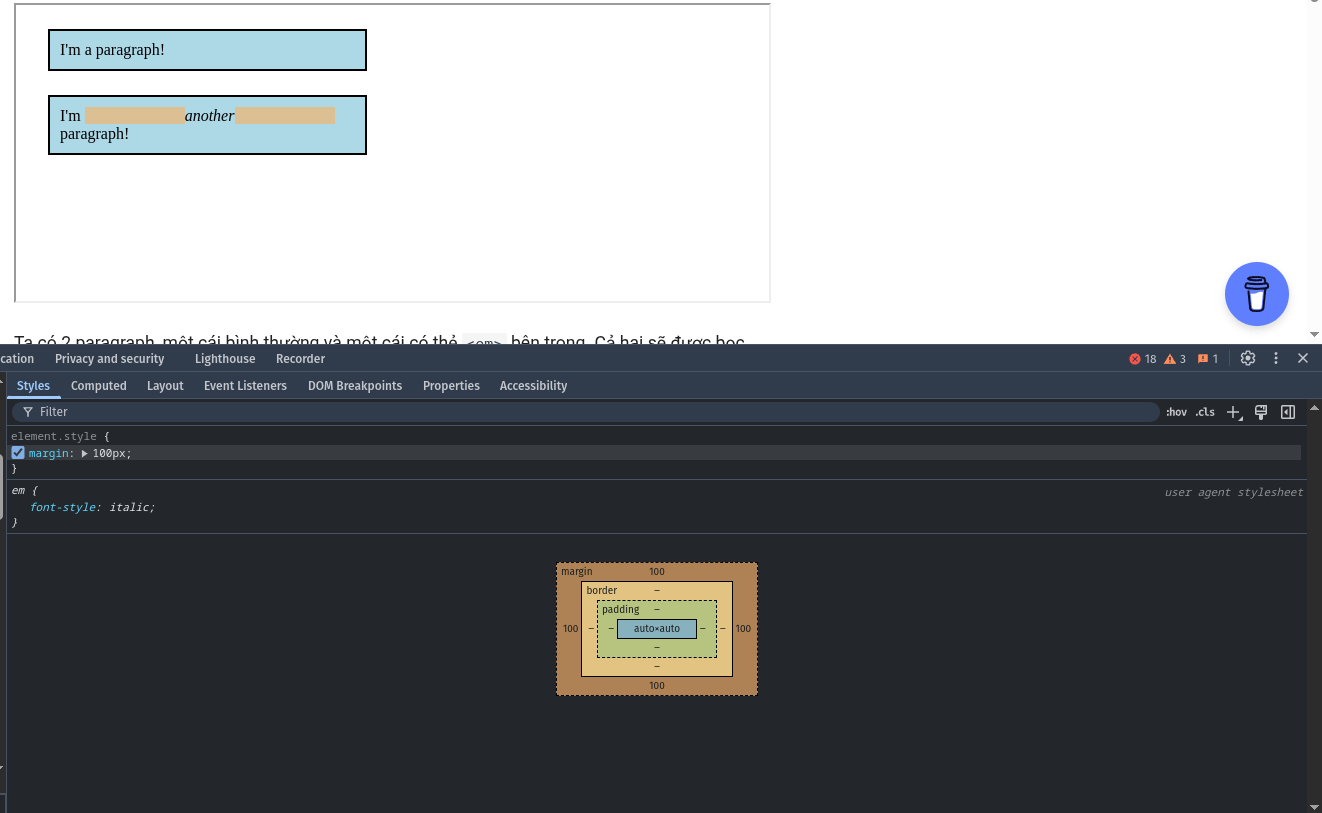 I'm a paragraph!
I'm another
paragraph!
Ta có 2 paragraph, một cái bình thường và một cái có thẻ <em> bên trong. Cả hai sẽ được bọc
cation Privacy and security Lighthouse Recorder 18 3 1
Styles Computed Layout Event Listeners DOM Breakpoints Properties Accessibility
Filter :hov .cls
element.style {
margin: 100px;
}
em { user agent stylesheet
font-style: italic;
}
margin 100
border –
padding –
100 – – auto×auto – – 100
–
–
100